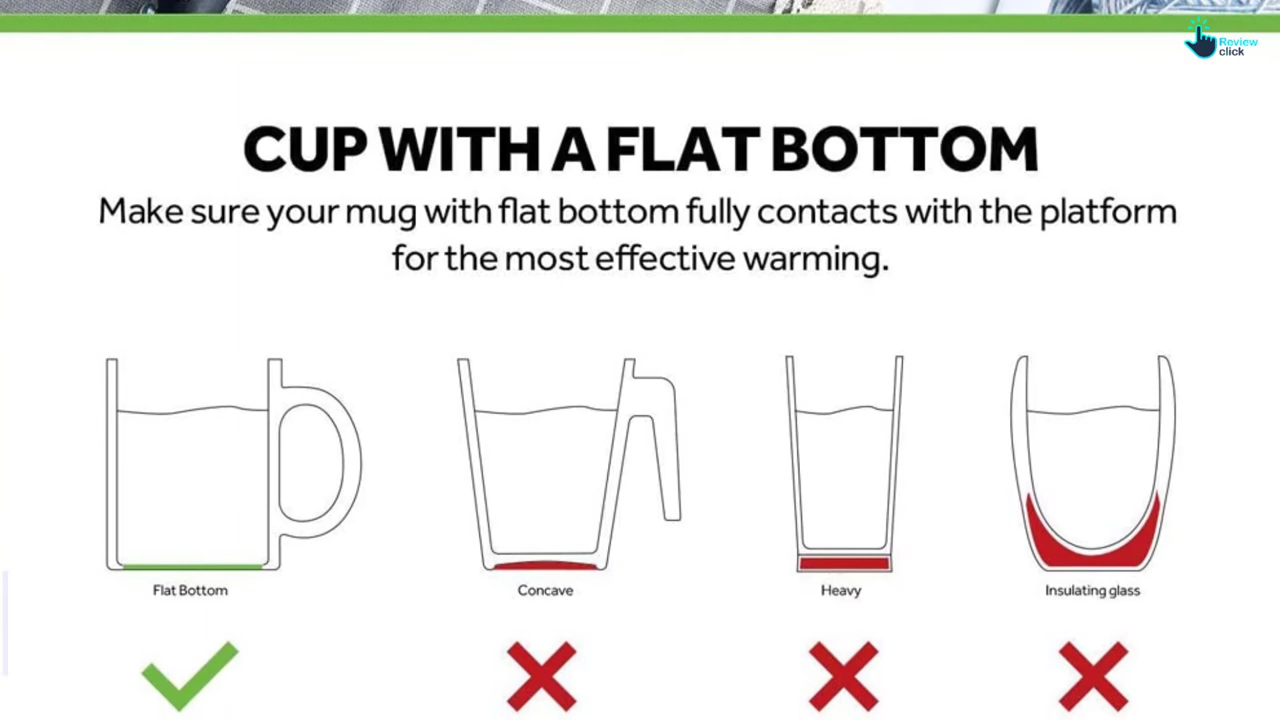 Review
click
CUP WITH A FLAT BOTTOM
Make sure your mug with flat bottom fully contacts with the platform
for the most effective warming.
Flat Bottom
Concave
Heavy
Insulating glass